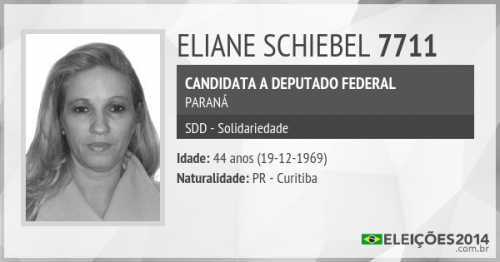 ELIANE SCHIEBEL 7711
CANDIDATA A DEPUTADO FEDERAL
PARANÁ
SDD - Solidariedade
Idade: 44 anos (19-12-1969)
Naturalidade: PR - Curitiba
ELEIÇÕES2014
.com.br